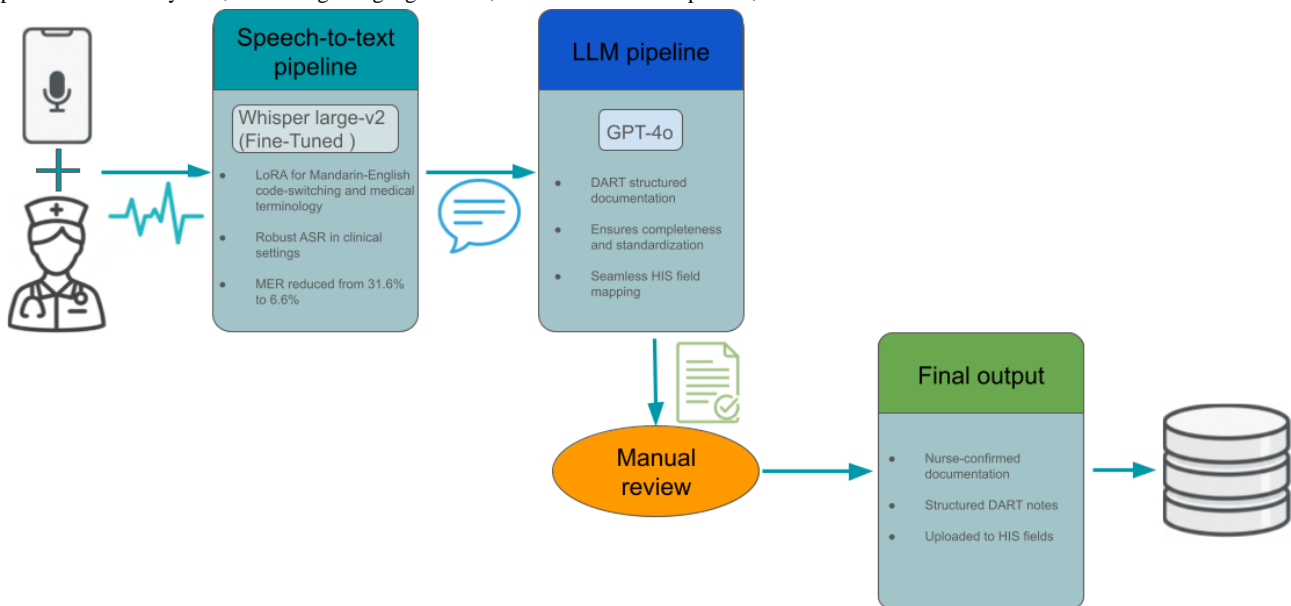 Speech-to-text
pipeline
Whisper large-v2
(Fine-Tuned )
● LoRA for Mandarin-English
code-switching and medical
terminology
● Robust ASR in clinical
settings
● MER reduced from 31.6%
to 6.6%
LLM pipeline
GPT-4o
● DART structured
documentation
● Ensures completeness
and standardization
● Seamless HIS field
mapping
Manual
review
Final output
● Nurse-confirmed
documentation
● Structured DART notes
● Uploaded to HIS fields